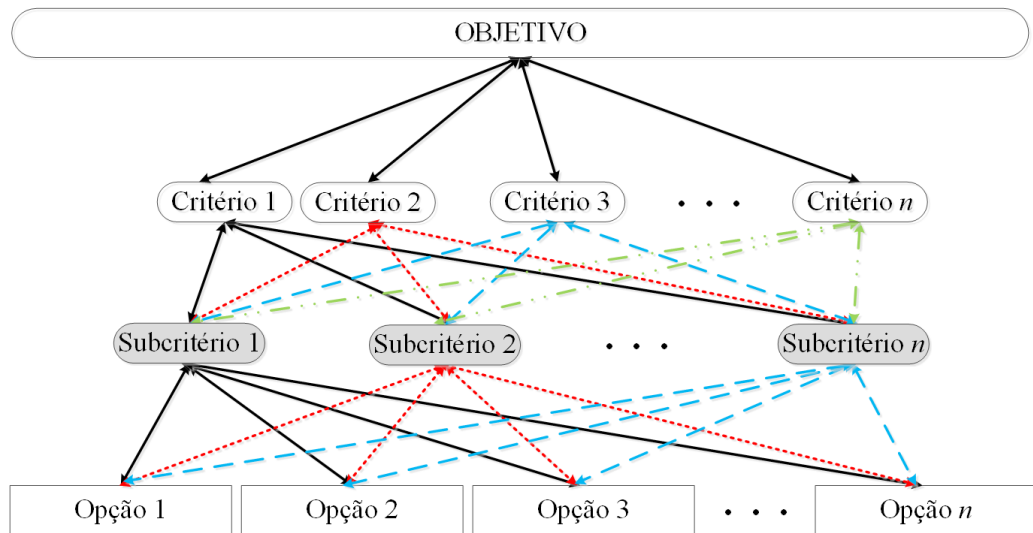 OBJETIVO
Critério 1 Critério 2 Critério 3 . . . Critério n
Subcritério 1 Subcritério 2 . . . Subcritério n
Opção 1 Opção 2 Opção 3 . . . Opção n